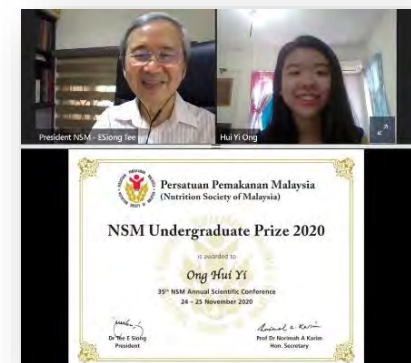 President NSM - ESiong Tee
Hui Yi Ong
Persatuan Pemakanan Malaysia
(Nutrition Society of Malaysia)
NSM Undergraduate Prize 2020
is awarded to
Ong Hui Yi
35th NSM Annual Scientific Conference
24 – 25 November 2020
Dr Tee E Siong
President
Prof Dr Norimah A Karim
Hon. Secretary